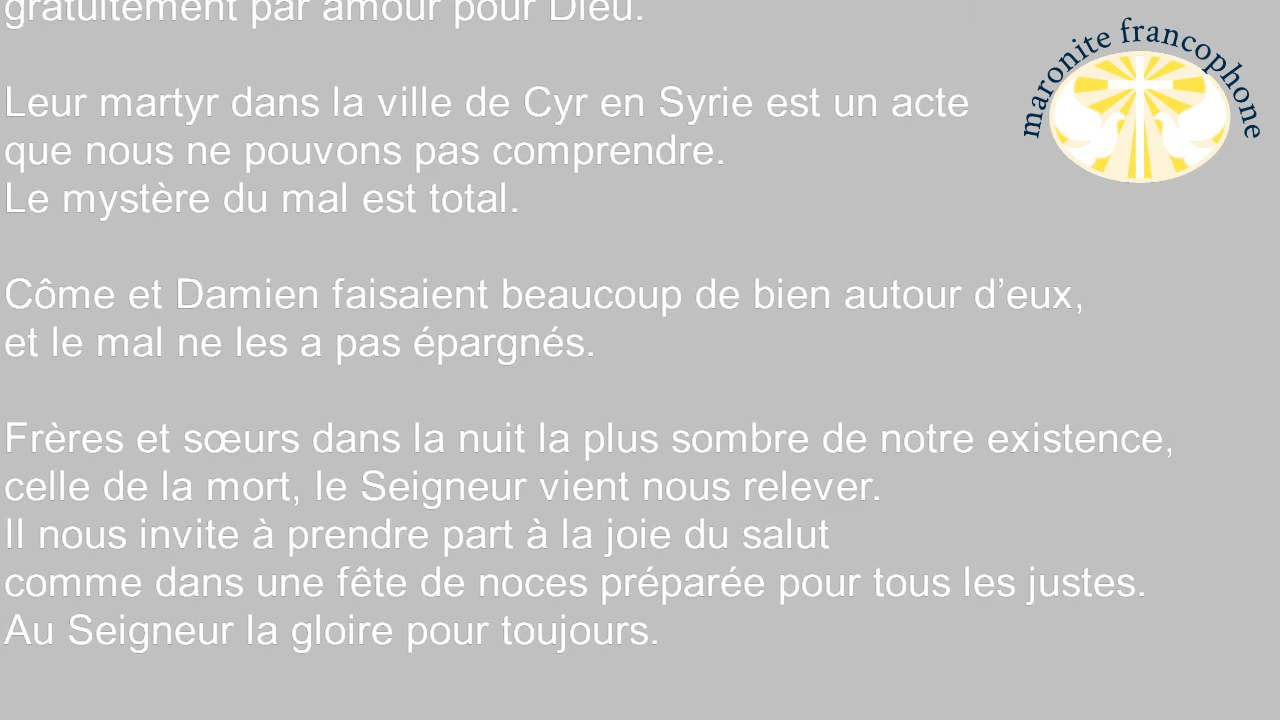 gratuitement par amour pour Dieu.
maronite francophone
Leur martyr dans la ville de Cyr en Syrie est un acte
que nous ne pouvons pas comprendre.
Le mystère du mal est total.
Côme et Damien faisaient beaucoup de bien autour d’eux,
et le mal ne les a pas épargnés.
Frères et sœurs dans la nuit la plus sombre de notre existence,
celle de la mort, le Seigneur vient nous relever.
Il nous invite à prendre part à la joie du salut
comme dans une fête de noces préparée pour tous les justes.
Au Seigneur la gloire pour toujours.